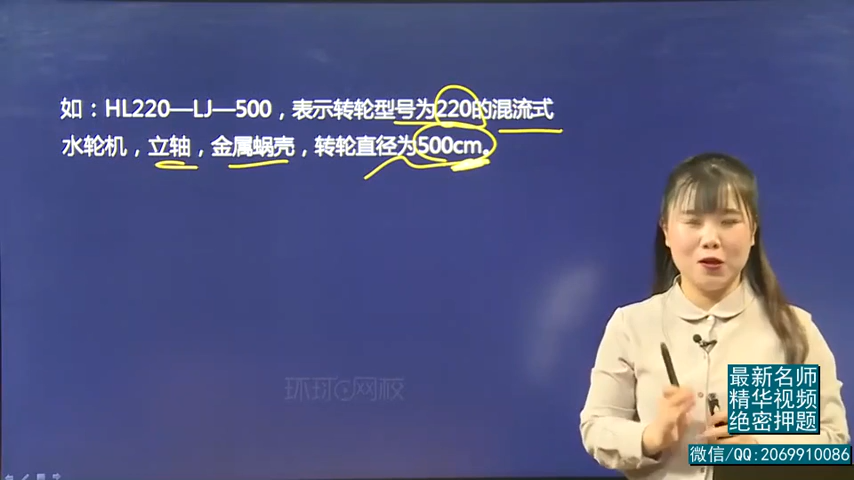 如：HL220—LJ—500，表示转轮型号为220的混流式
水轮机，立轴，金属蜗壳，转轮直径为500cm。
环球网校
最新名师
精华视频
绝密押题
微信/QQ:2069910086